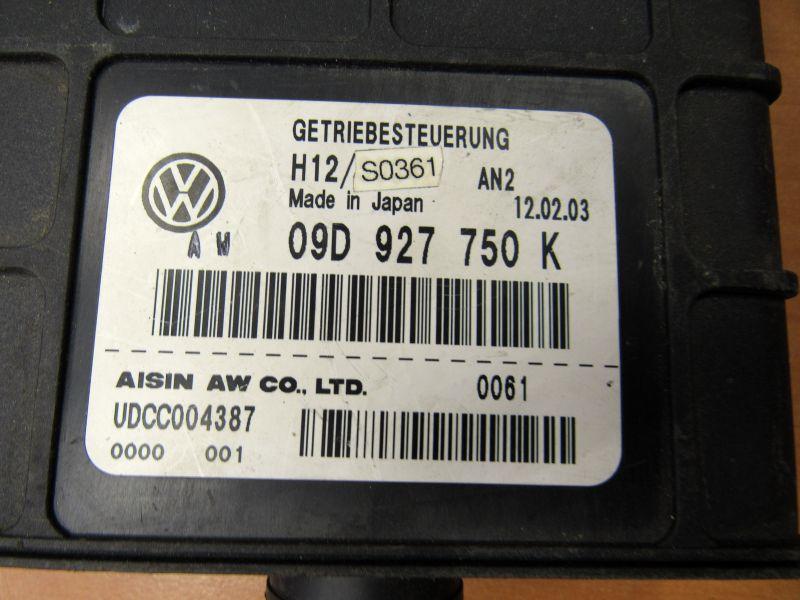 GETRIEBESTEUERUNG
H12/S0361 AN2
Made in Japan 12.02.03
A W
09D 927 750 K
AISIN AW CO., LTD. 0061
UDCC004387
0000 001